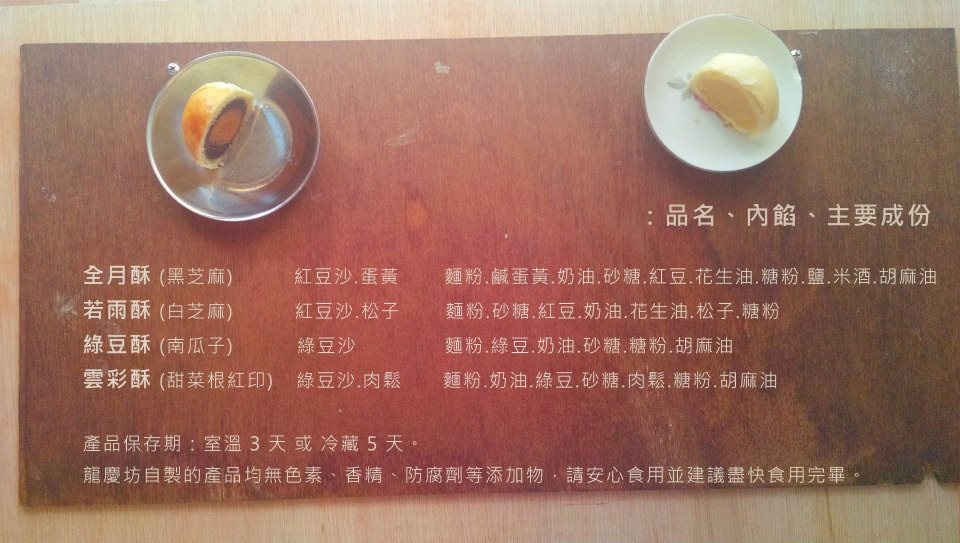 ：品名、內餡、主要成份
全月酥 (黑芝麻) 紅豆沙.蛋黃 麵粉.鹹蛋黃.奶油.砂糖.紅豆.花生油.糖粉.鹽.米酒.胡麻油
若雨酥 (白芝麻) 紅豆沙.松子 麵粉.砂糖.紅豆.奶油.花生油.松子.糖粉
綠豆酥 (南瓜子) 綠豆沙 麵粉.綠豆.奶油.砂糖.糖粉.胡麻油
雲彩酥 (甜菜根紅印) 綠豆沙.肉鬆 麵粉.奶油.綠豆.砂糖.肉鬆.糖粉.胡麻油
產品保存期：室溫 3 天 或 冷藏 5 天。
龍慶坊自製的產品均無色素、香精、防腐劑等添加物，請安心食用並建議盡快食用完畢。